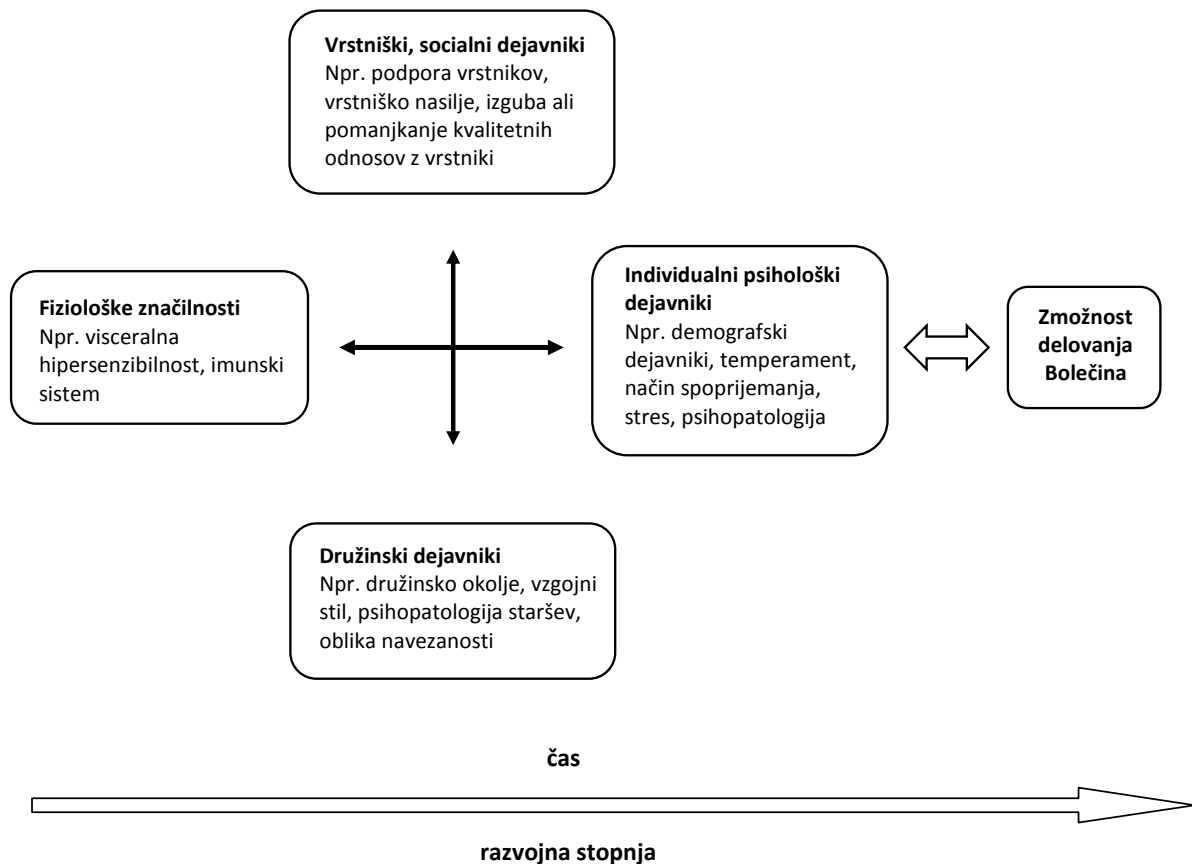 Vrstniški, socialni dejavniki
Npr. podpora vrstnikov,
vrstniško nasilje, izguba ali
pomanjkanje kvalitetnih
odnosov z vrstniki
Fiziološke značilnosti
Npr. visceralna
hipersenzibilnost, imunski
sistem
Individualni psihološki
dejavniki
Npr. demografski
dejavniki, temperament,
način spoprijemanja,
stres, psihopatologija
Zmožnost
delovanja
Bolečina
Družinski dejavniki
Npr. družinsko okolje, vzgojni
stil, psihopatologija staršev,
oblika navezanosti
čas
razvojna stopnja